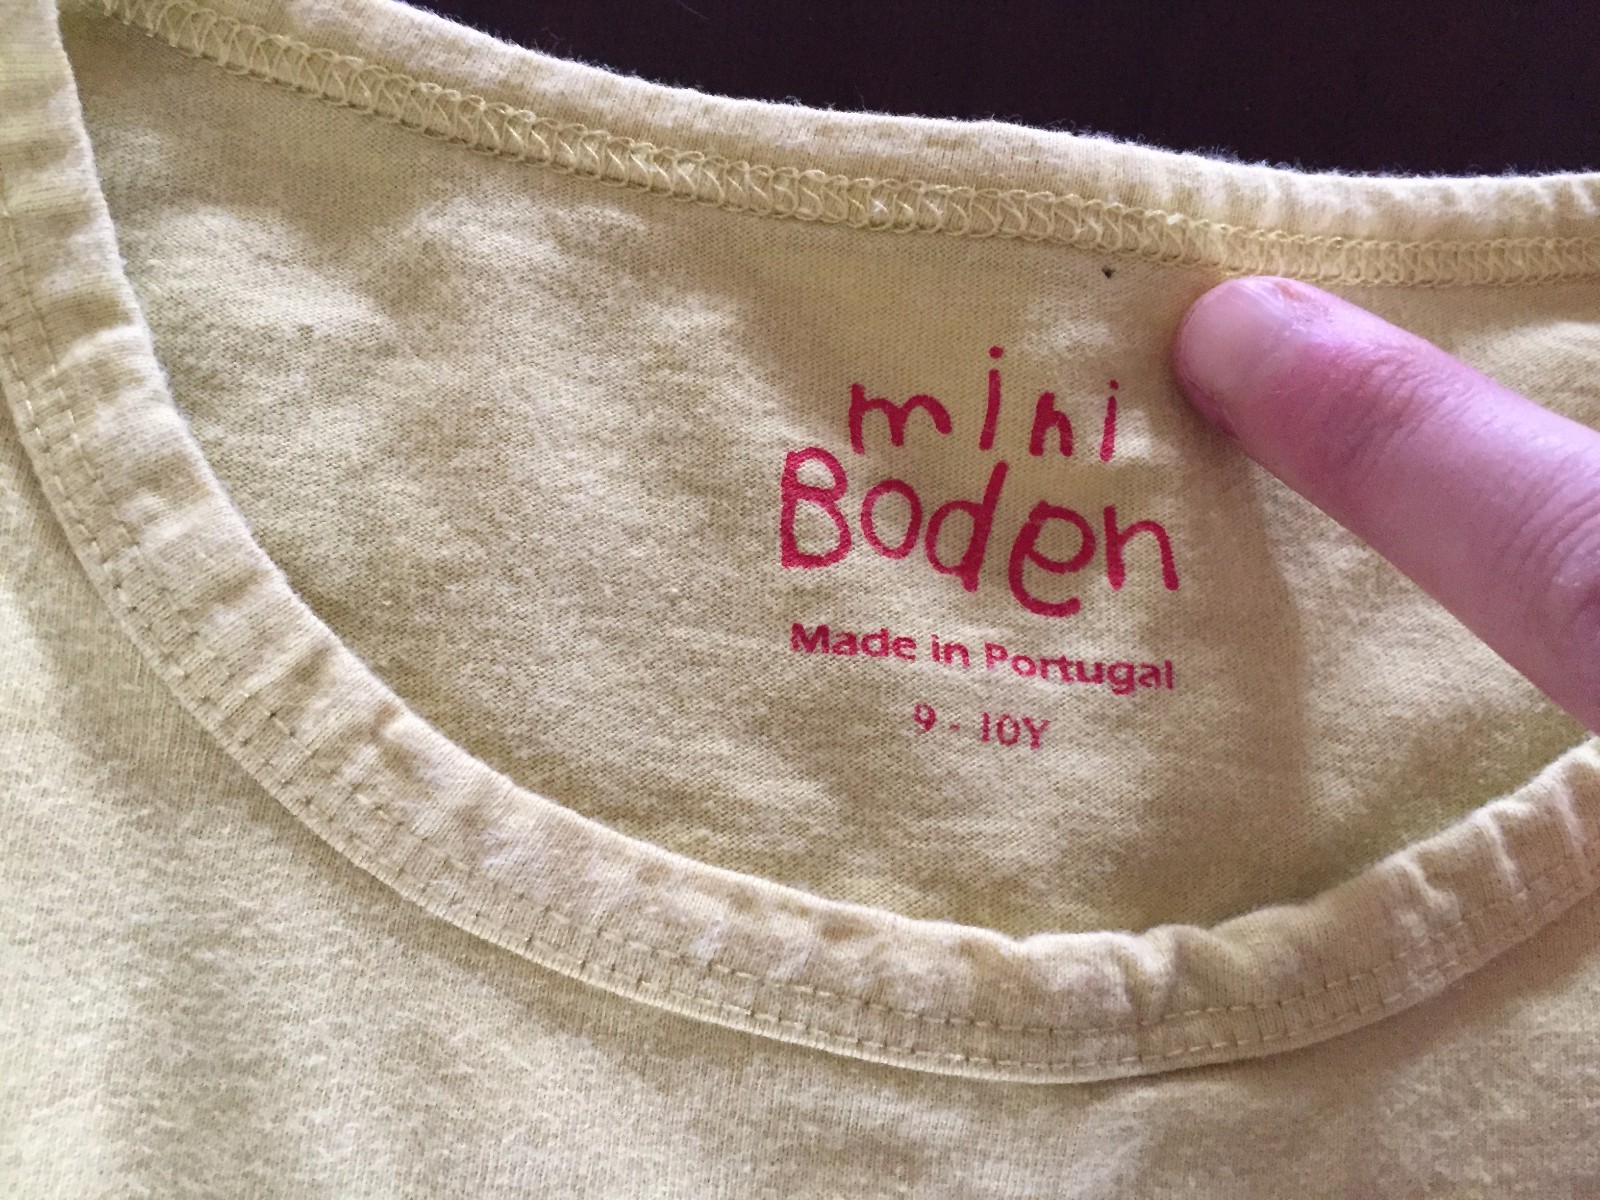 mini
Boden
Made in Portugal
9 - 10Y